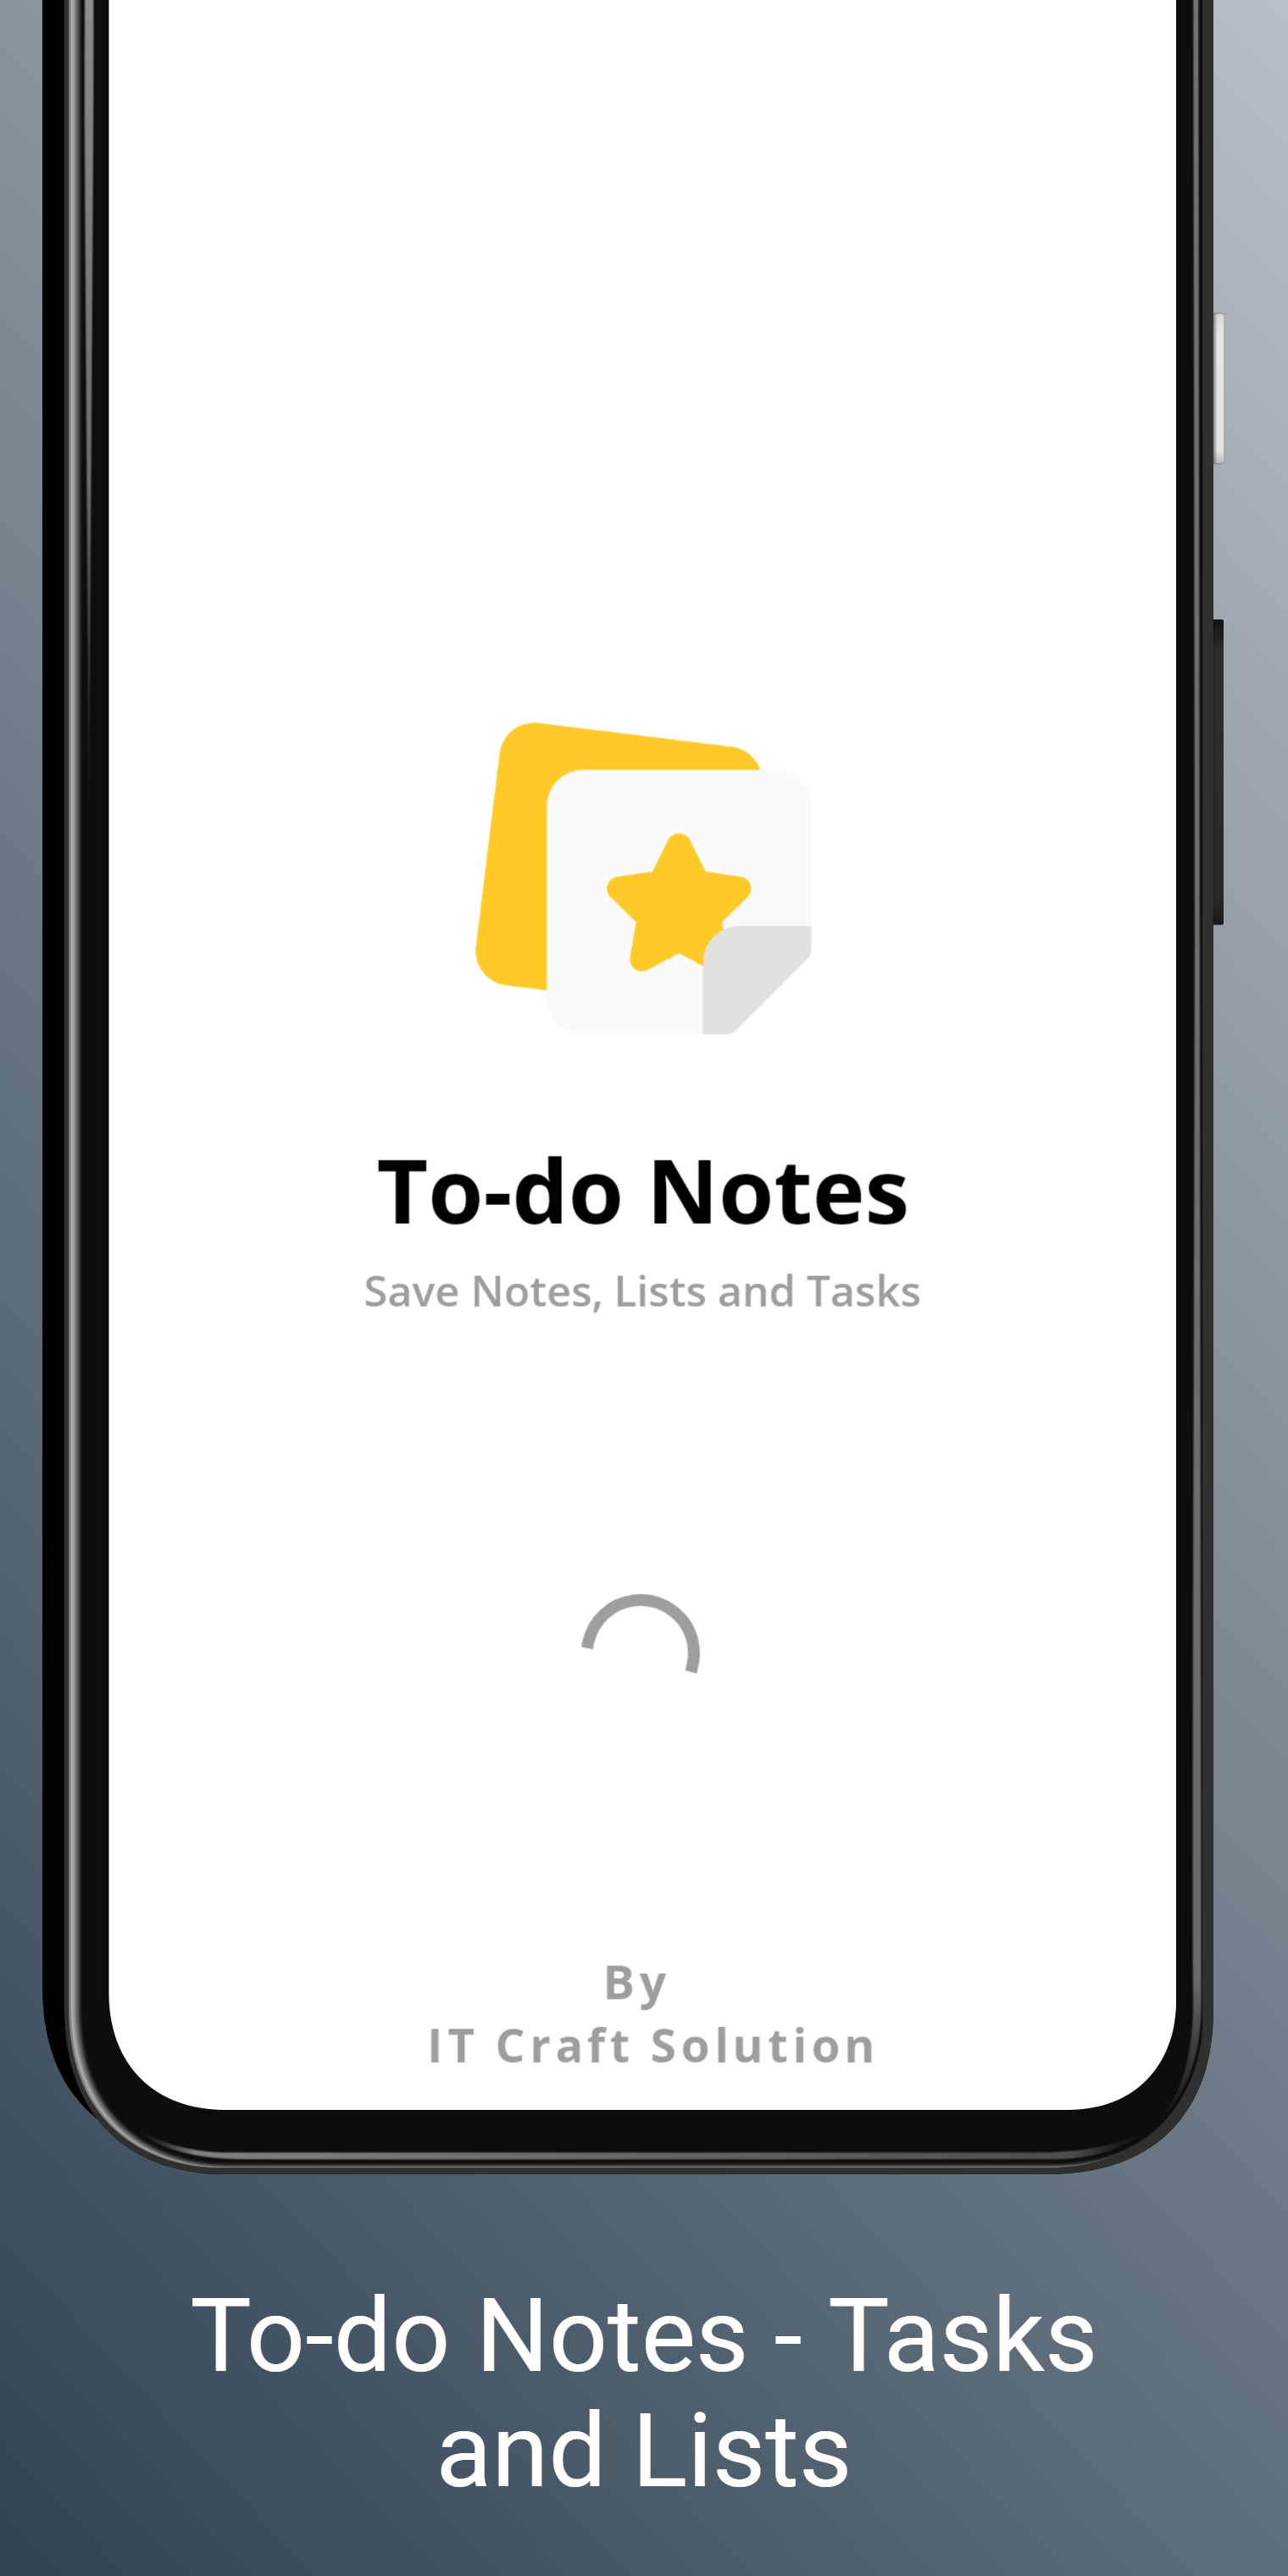 To-do Notes
Save Notes, Lists and Tasks
By
IT Craft Solution
To-do Notes - Tasks
and Lists